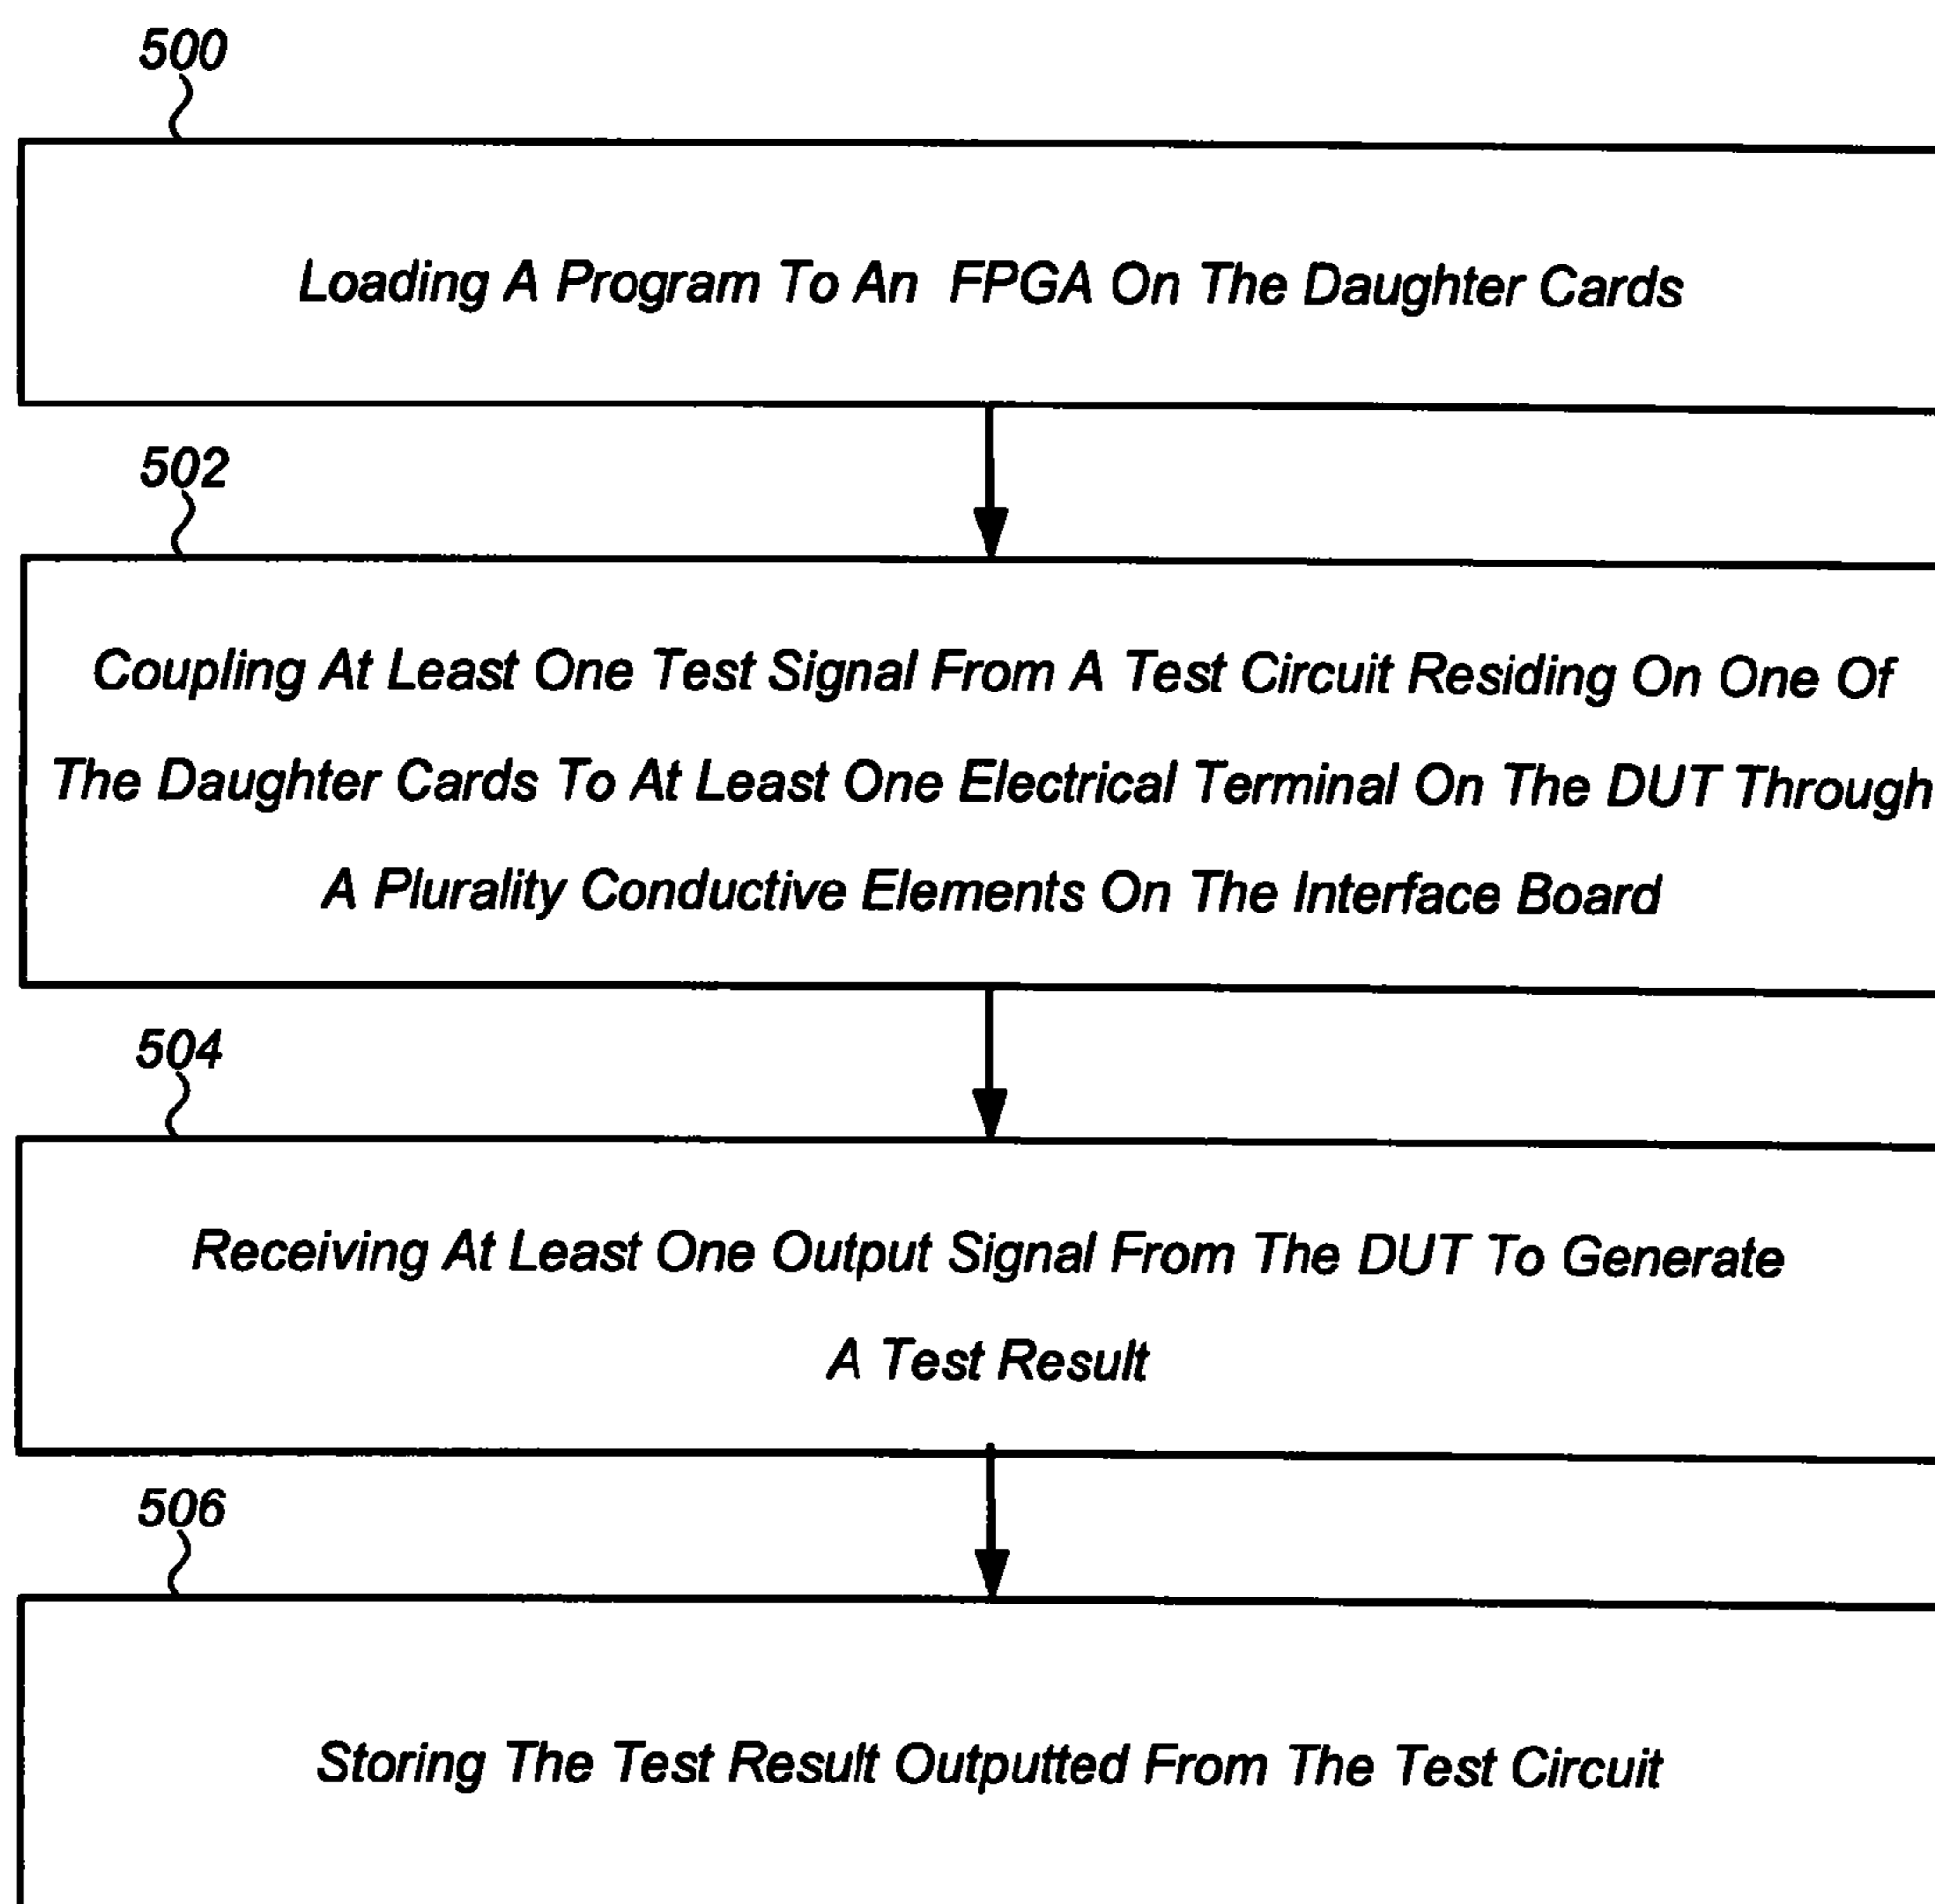 500
Loading A Program To An FPGA On The Daughter Cards
502
Coupling At Least One Test Signal From A Test Circuit Residing On One Of
The Daughter Cards To At Least One Electrical Terminal On The DUT Through
A Plurality Conductive Elements On The Interface Board
504
Receiving At Least One Output Signal From The DUT To Generate
A Test Result
506
Storing The Test Result Outputted From The Test Circuit